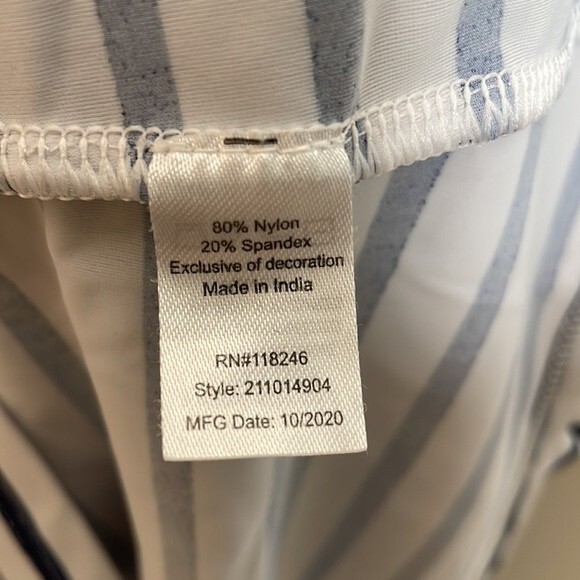 80% Nylon
20% Spandex
Exclusive of decoration
Made in India
RN#118246
Style: 211014904
MFG Date: 10/2020